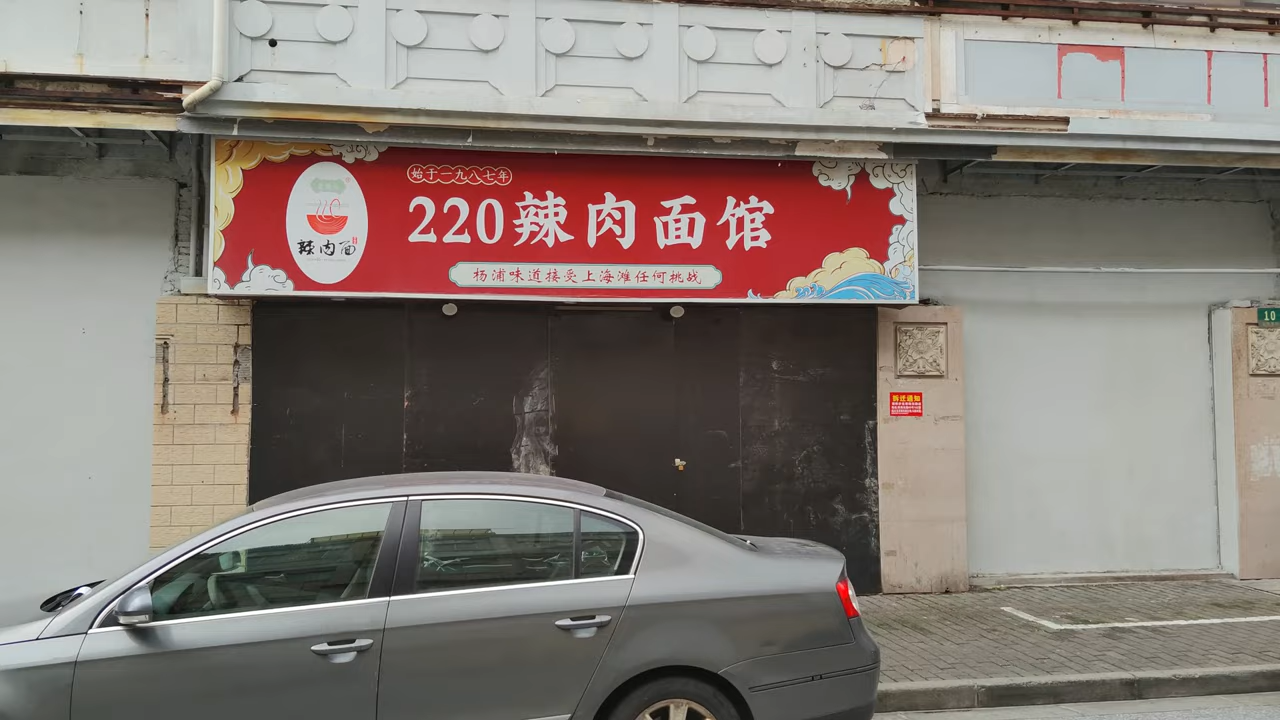 始于一九八七年
220辣肉面馆
辣肉面
杨浦味道接受上海滩任何挑战
拆迁通知
10